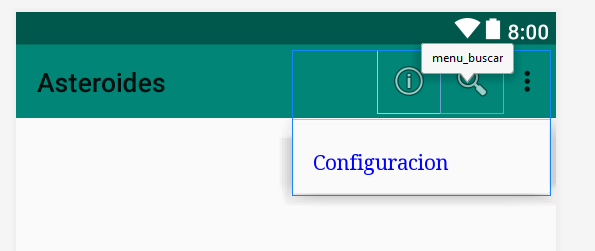 8:00
menu_buscar
Asteroides
Configuracion